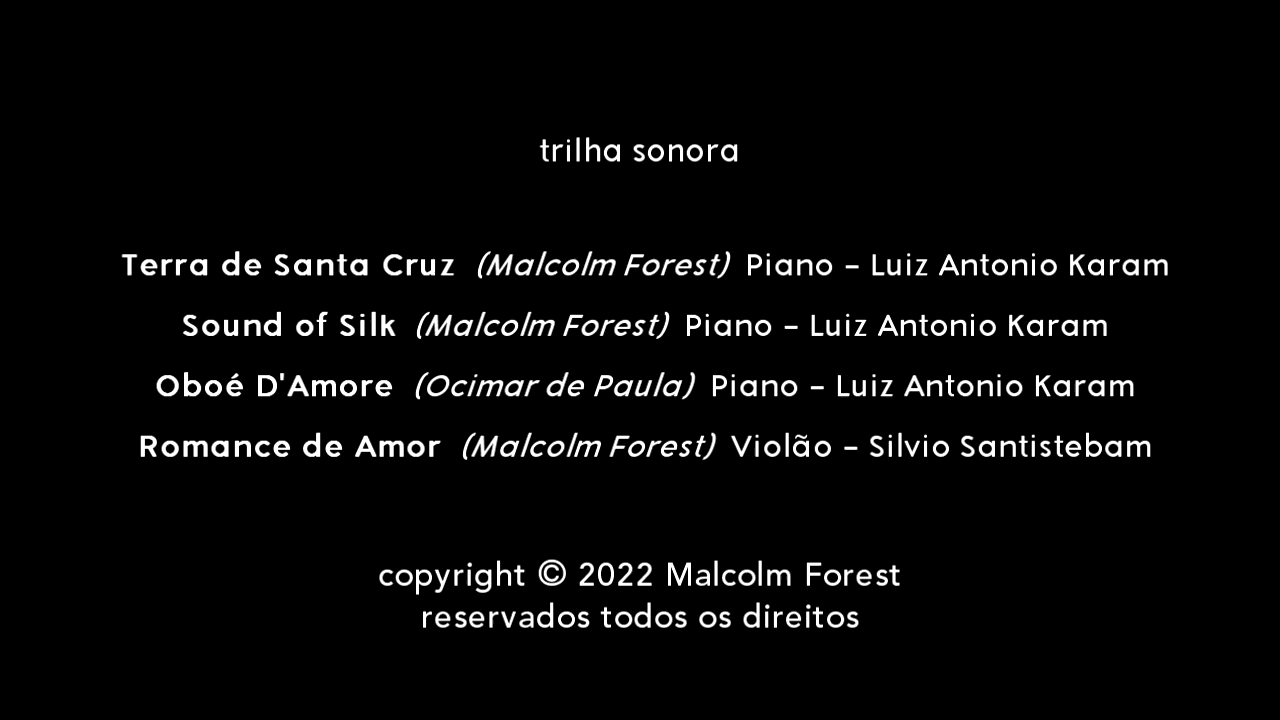 trilha sonora
Terra de Santa Cruz (Malcolm Forest) Piano – Luiz Antonio Karam
Sound of Silk (Malcolm Forest) Piano – Luiz Antonio Karam
Oboé D'Amore (Ocimar de Paula) Piano – Luiz Antonio Karam
Romance de Amor (Malcolm Forest) Violão – Silvio Santistebam
copyright © 2022 Malcolm Forest
reservados todos os direitos